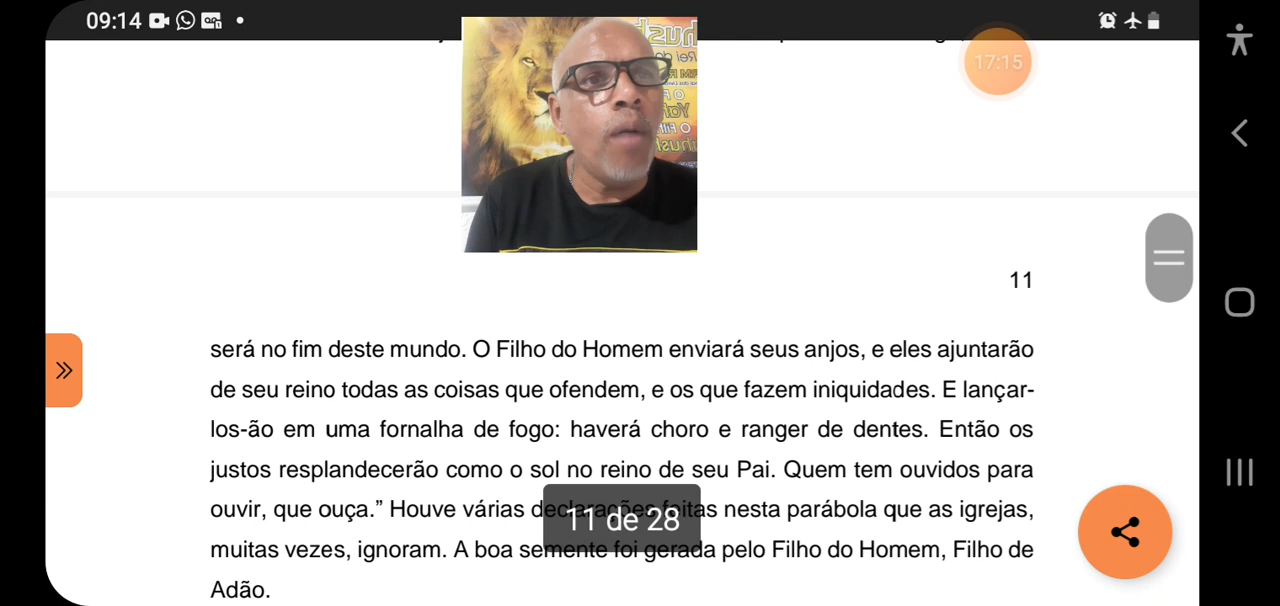 09:14
17:15
11
será no fim deste mundo. O Filho do Homem enviará seus anjos, e eles ajuntarão
de seu reino todas as coisas que ofendem, e os que fazem iniquidades. E lançar-
los-ão em uma fornalha de fogo: haverá choro e ranger de dentes. Então os
justos resplandecerão como o sol no reino de seu Pai. Quem tem ouvidos para
ouvir, que ouça.” Houve várias declarações feitas nesta parábola que as igrejas,
11 de 28
muitas vezes, ignoram. A boa semente foi gerada pelo Filho do Homem, Filho de
Adão.